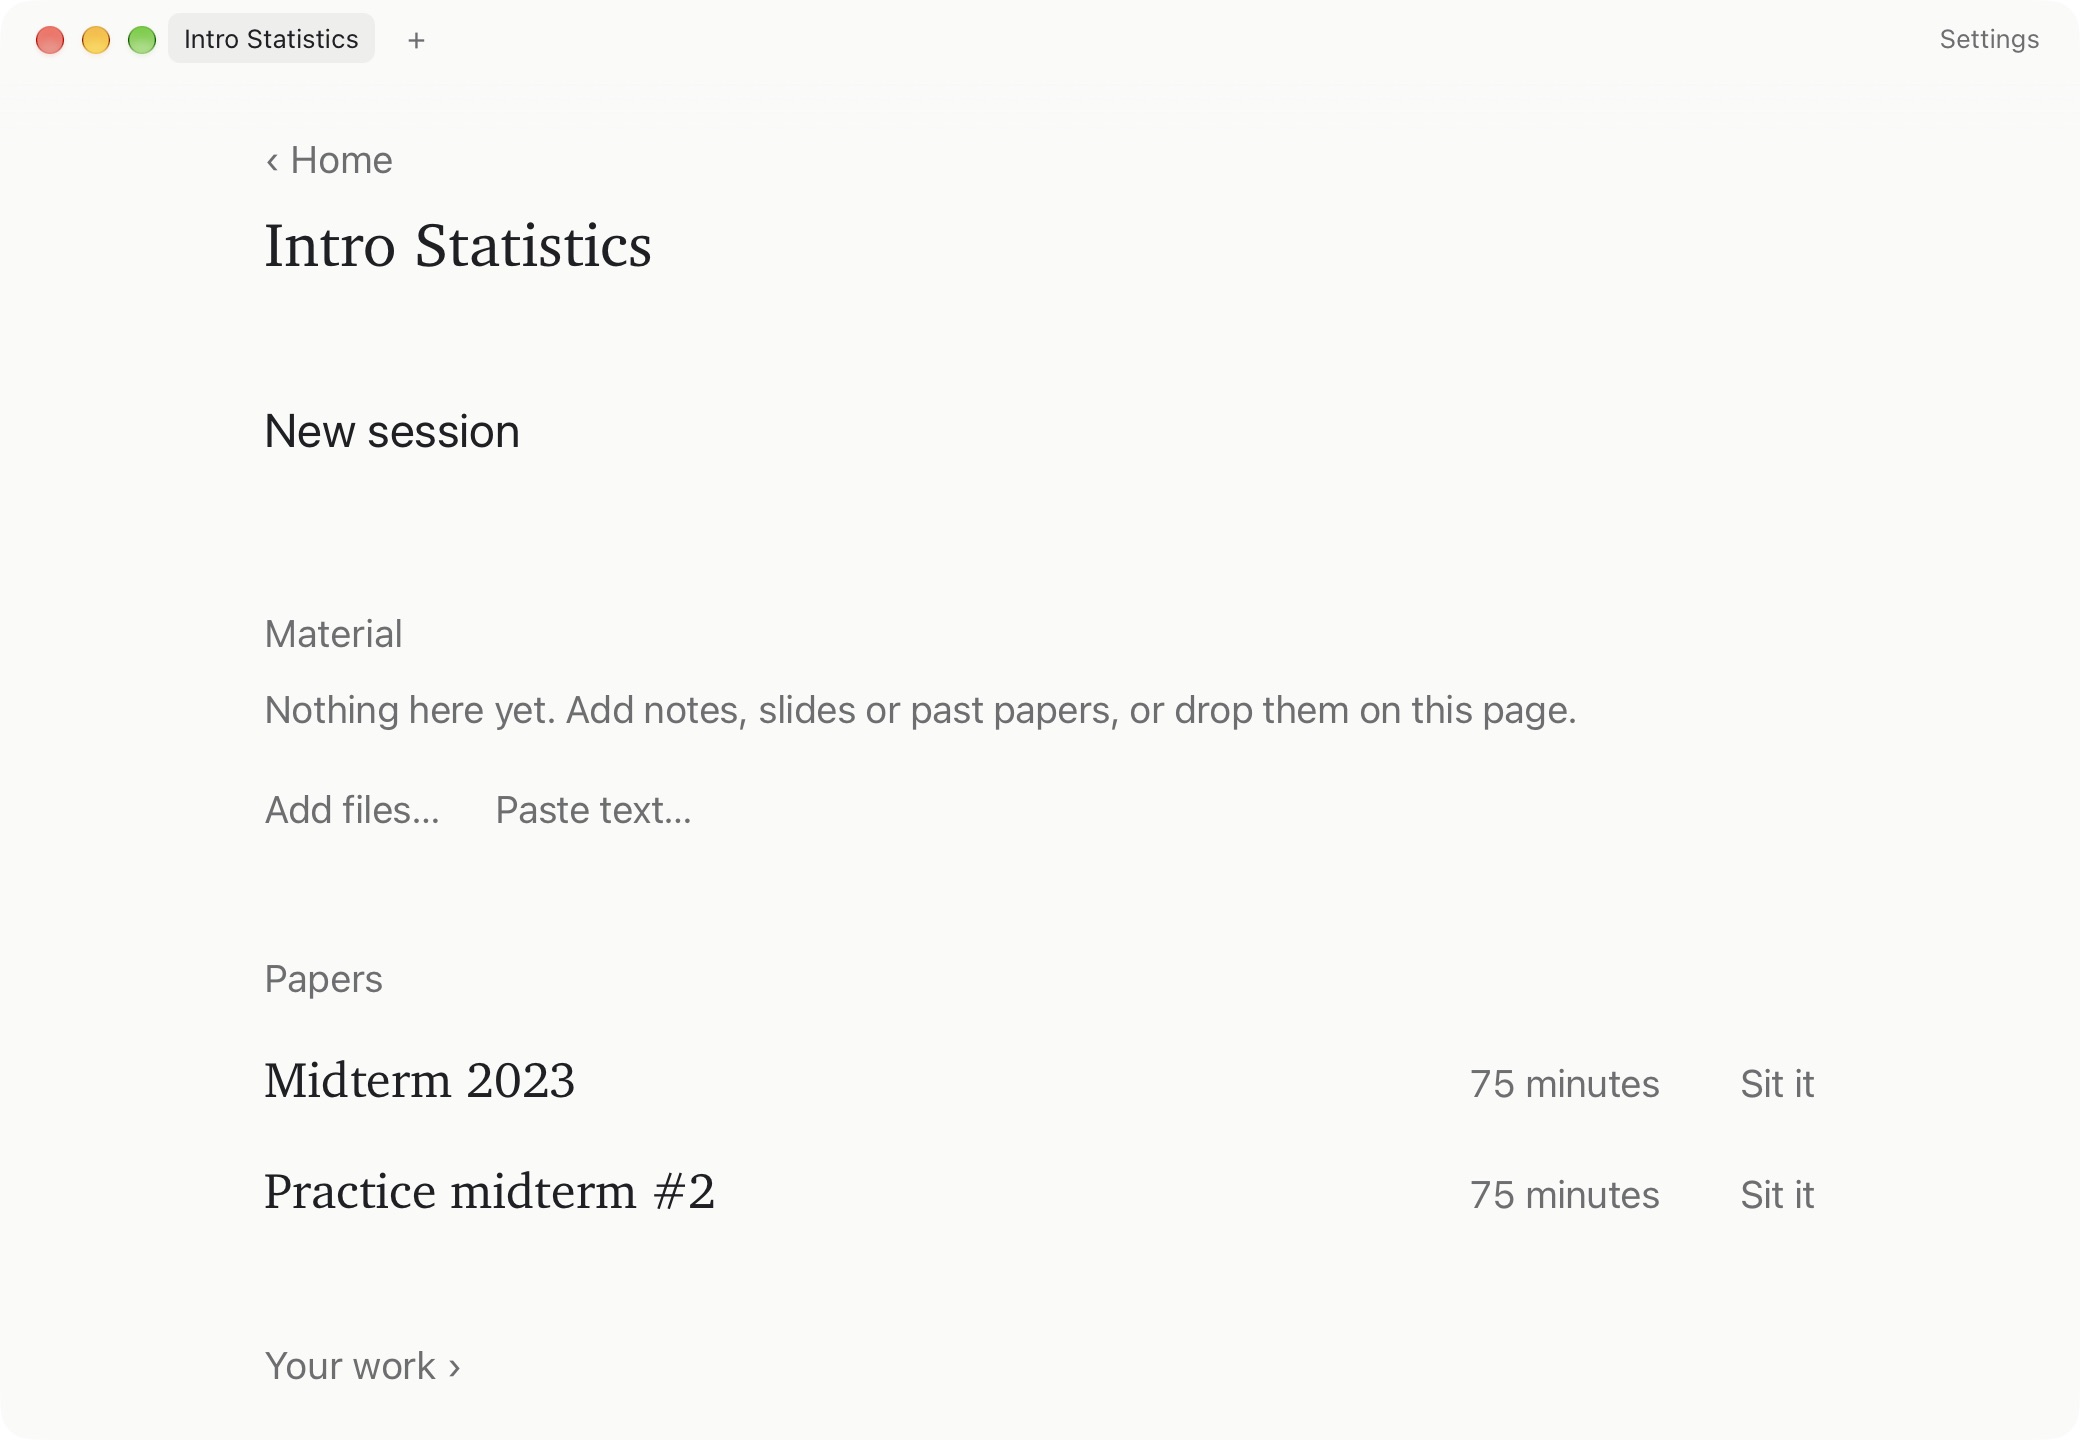 Intro Statistics +
Settings
‹ Home
Intro Statistics
New session
Material
Nothing here yet. Add notes, slides or past papers, or drop them on this page.
Add files... Paste text...
Papers
Midterm 2023 75 minutes Sit it
Practice midterm #2 75 minutes Sit it
Your work ›